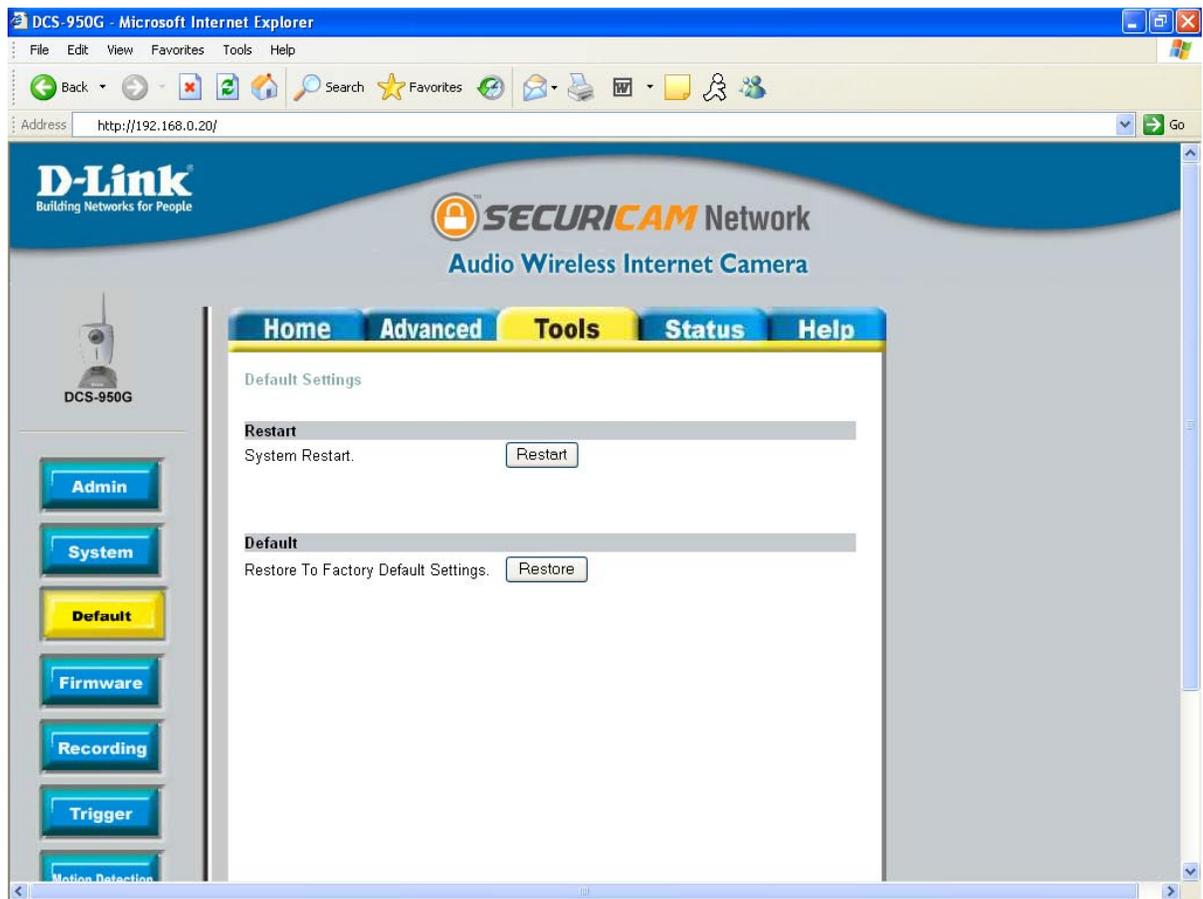 DCS-950G - Microsoft Internet Explorer
File Edit View Favorites Tools Help
Back Search Favorites
Address http://192.168.0.20/ Go
D-Link
Building Networks for People
SECURICAM Network
Audio Wireless Internet Camera
DCS-950G
Home Advanced Tools Status Help
Default Settings
Restart
System Restart. Restart
Default
Restore To Factory Default Settings. Restore
Admin
System
Default
Firmware
Recording
Trigger
Motion Detection